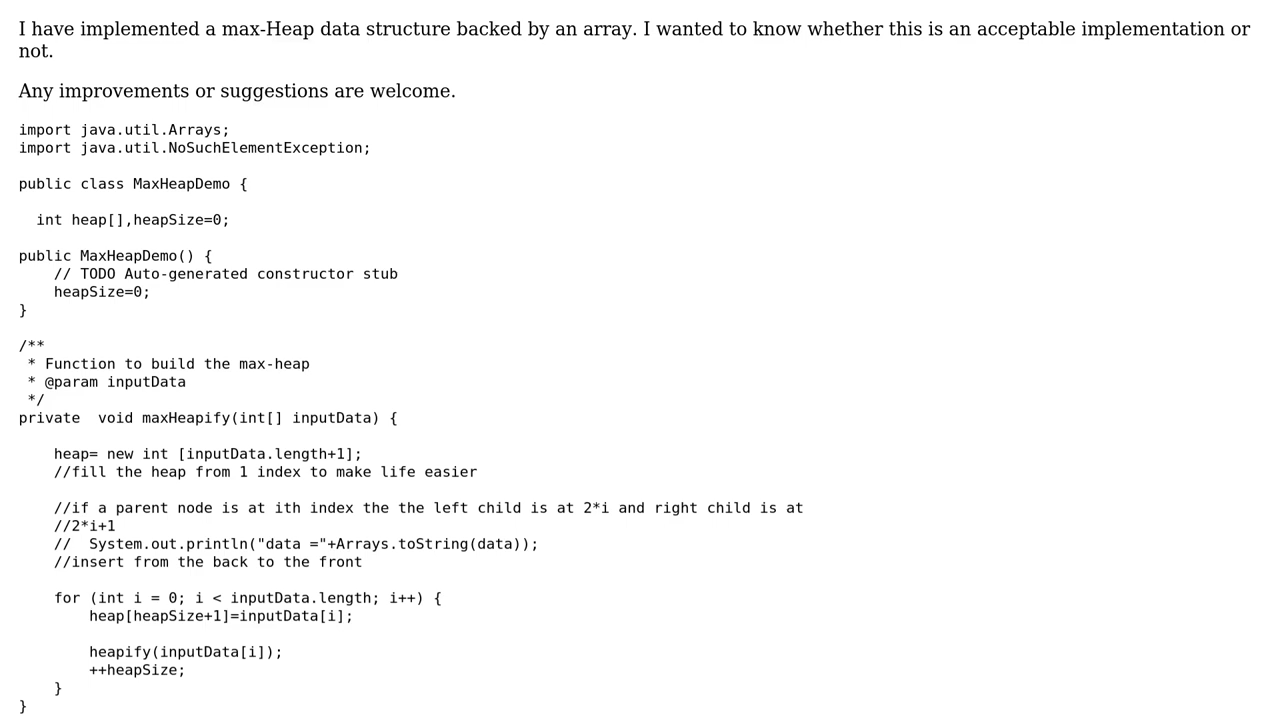 I have implemented a max-Heap data structure backed by an array. I wanted to know whether this is an acceptable implementation or
not.
Any improvements or suggestions are welcome.
import java.util.Arrays;
import java.util.NoSuchElementException;
public class MaxHeapDemo {
  int heap[],heapSize=0;
public MaxHeapDemo() {
    // TODO Auto-generated constructor stub
    heapSize=0;
}
/**
 * Function to build the max-heap
 * @param inputData
 */
private  void maxHeapify(int[] inputData) {
    heap= new int [inputData.length+1];
    //fill the heap from 1 index to make life easier
    //if a parent node is at ith index the the left child is at 2*i and right child is at
    //2*i+1
    //  System.out.println("data ="+Arrays.toString(data));
    //insert from the back to the front
    for (int i = 0; i < inputData.length; i++) {
        heap[heapSize+1]=inputData[i];
        heapify(inputData[i]);
        ++heapSize;
    }
}